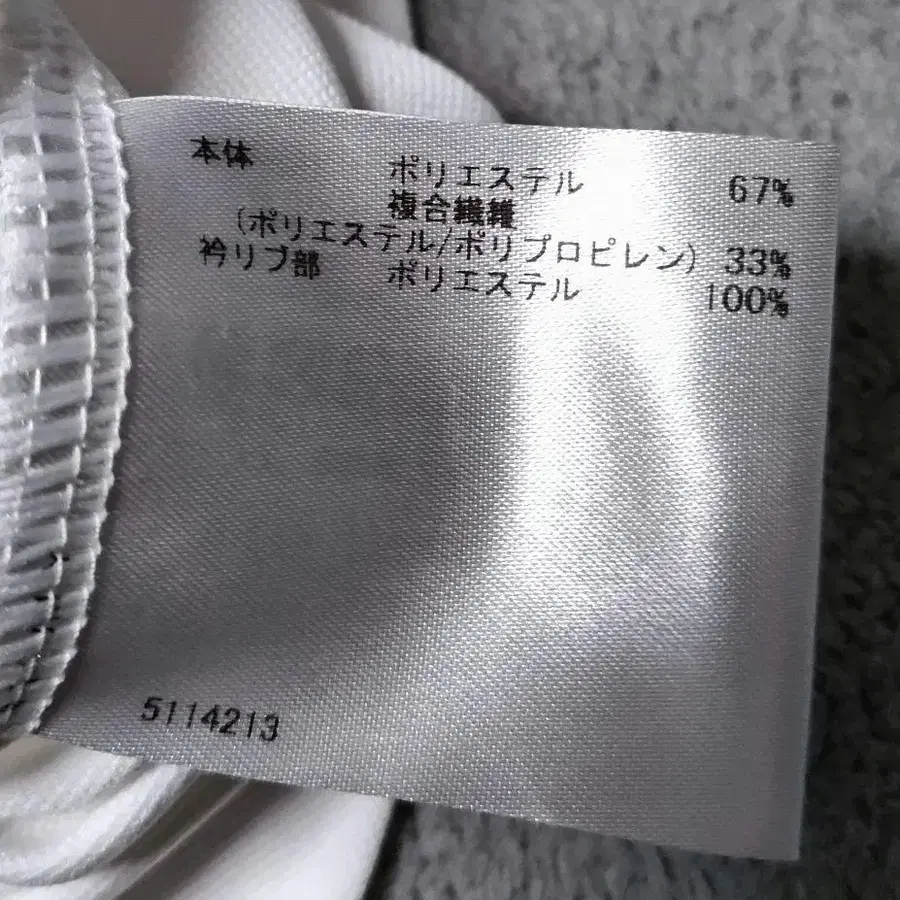 本体 ポリエステル 67%
複合繊維
(ポリエステル/ポリプロピレン) 33%
衿リブ部 ポリエステル 100%
5114213